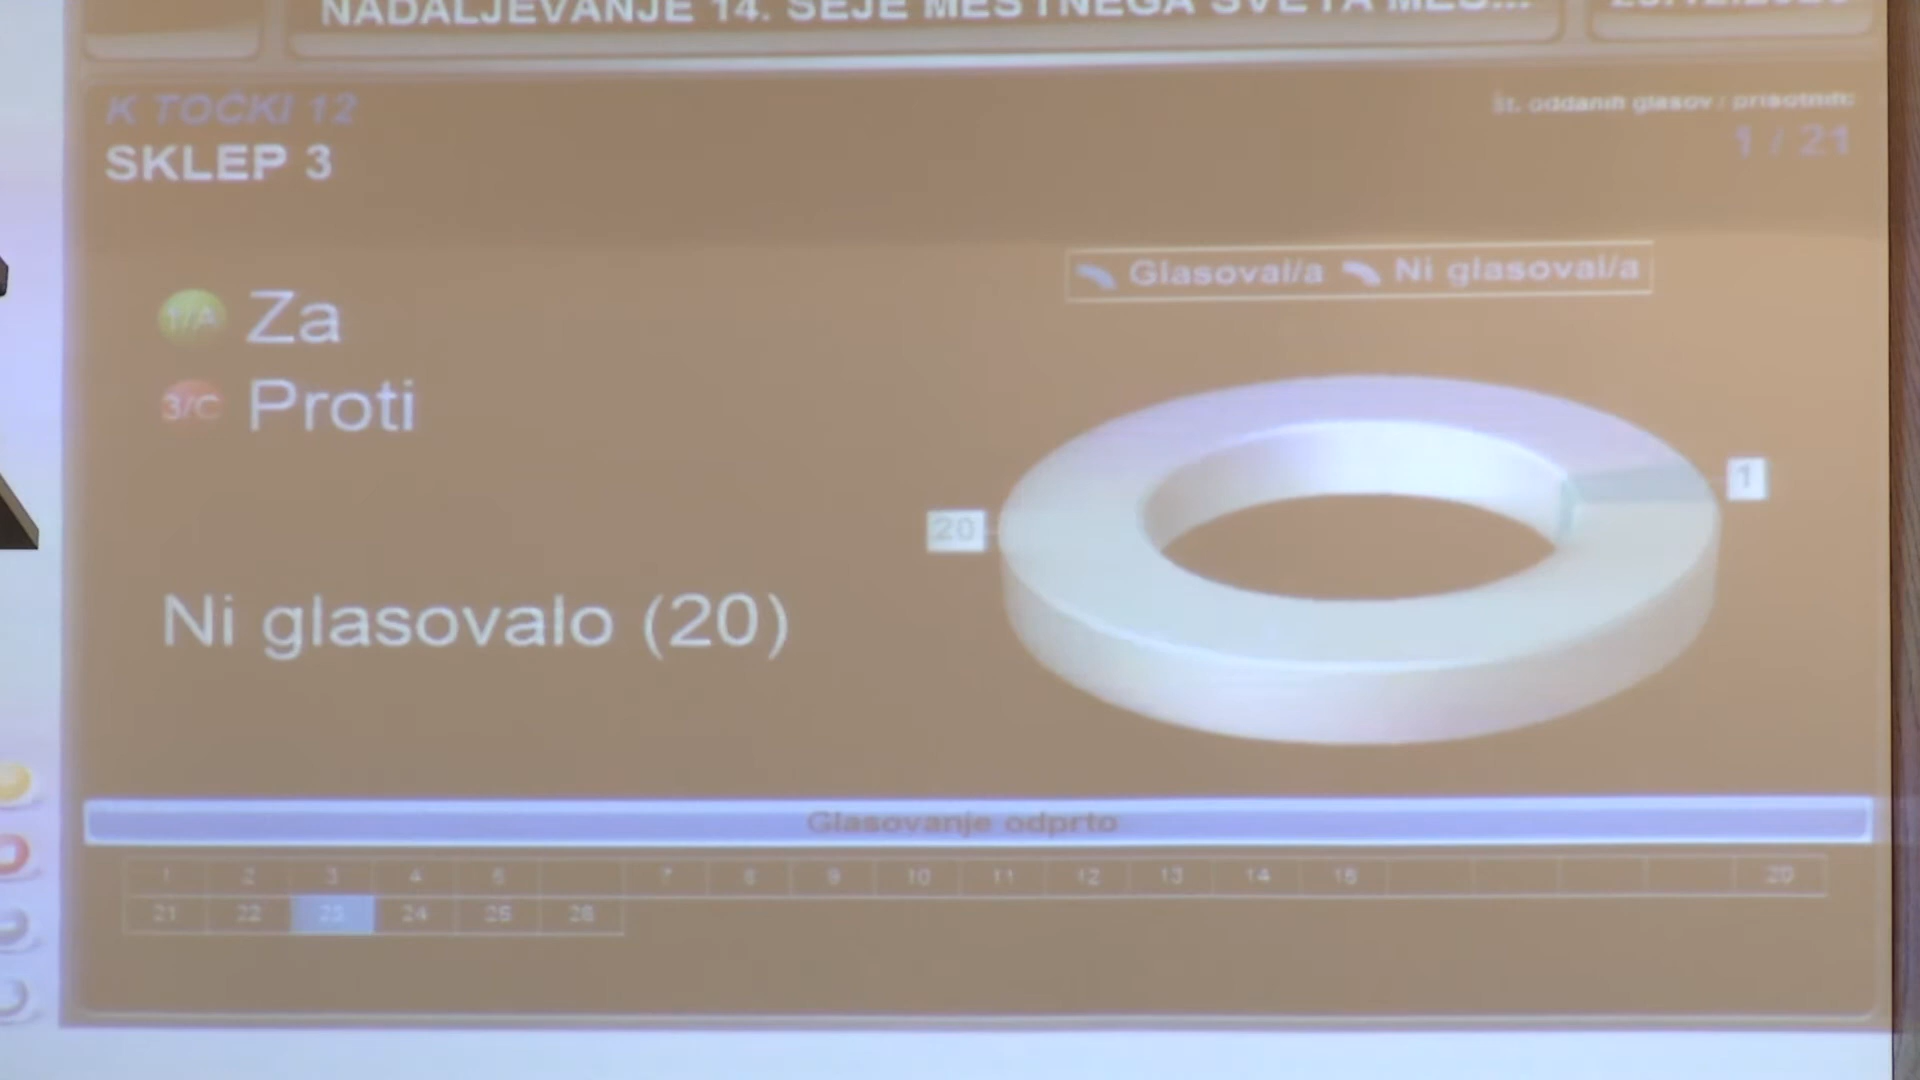 NADALJEVANJE 14. SEJE MESTNEGA SVETA MES...
K TOČKI 12
SKLEP 3
Št. oddanih glasov / prisotnih:
1 / 21
Glasoval/a Ni glasoval/a
1/A Za
3/C Proti
1
20
Ni glasovalo (20)
Glasovanje odprto
1 2 3 4 5 7 8 9 10 11 12 13 14 15 20
21 22 23 24 25 26